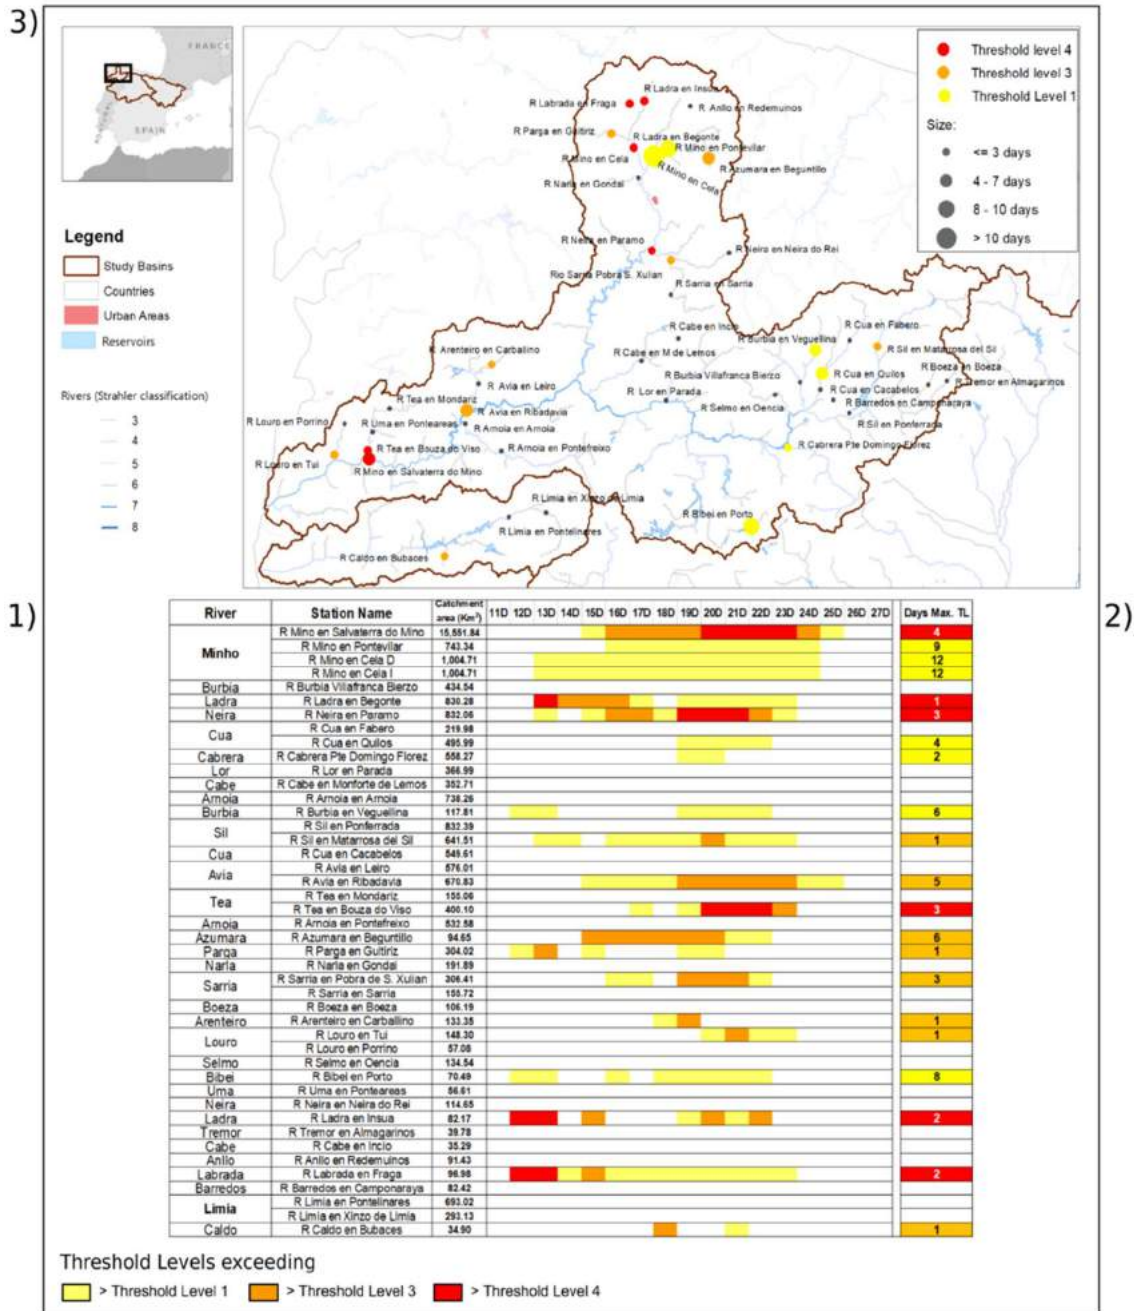 3)
FRANCE
SPAIN
Legend
Study Basins
Countries
Urban Areas
Reservoirs
Rivers (Strahler classification)
3
4
5
6
7
8
Threshold level 4
Threshold level 3
Threshold Level 1
Size:
<= 3 days
4 - 7 days
8 - 10 days
> 10 days
R Ladra en Insua
R Labrada en Fraga
R Anllo en Redemuinos
R Parga en Guitiriz
R Ladra en Begonte
R Mino en Pontevilar
R Mino en Cela
R Mino en Cela
R Azumara en Beguntillo
R Narla en Gondai
R Neira en Paramo
R Neira en Neira do Rei
Rio Sarria Pobra S. Xulian
R Sarria en Sarria
R Cabe en Incio
R Cua en Fabero
R Burbia en Veguellina
R Arenteiro en Carballino
R Cabe en M de Lemos
R Sil en Matarrosa del Sil
R Cua en Quilos
R Boeza en Boeza
R Burbia Villafranca Bierzo
R Avia en Leiro
R Tremor en Almagarinos
R Cua en Cacabelos
R Lor en Parada
R Selmo en Oencia
R Tea en Mondariz
R Barredos en Camponaraya
R Avia en Ribadavia
R Louro en Porrino
R Uma en Ponteareas
R Arnoia en Arnoia
R Sil en Ponferrada
R Tea en Bouza do Viso
R Arnoia en Pontefreixo
R Cabrera Pte Domingo Florez
R Louro en Tui
R Mino en Salvaterra do Mino
R Limia en Xinzo de Limia
R Bibei en Porto
R Limia en Pontelinares
R Caldo en Bubaces
1)
2)
River Station Name Catchment area (Km²) 11D 12D 13D 14D 15D 16D 17D 18D 19D 20D 21D 22D 23D 24D 25D 26D 27D Days Max. TL
Minho R Mino en Salvaterra do Mino 15,551.84 4
R Mino en Pontevilar 743.34 9
R Mino en Cela D 1,004.71 12
R Mino en Cela I 1,004.71 12
Burbia R Burbia Villafranca Bierzo 434.54
Ladra R Ladra en Begonte 830.28 1
Neira R Neira en Paramo 832.06 3
Cua R Cua en Fabero 219.98
R Cua en Quilos 495.99 4
Cabrera R Cabrera Pte Domingo Florez 558.27 2
Lor R Lor en Parada 366.99
Cabe R Cabe en Monforte de Lemos 352.71
Arnoia R Arnoia en Arnoia 738.26
Burbia R Burbia en Veguellina 117.81 6
Sil R Sil en Ponferrada 832.39
R Sil en Matarrosa del Sil 641.51 1
Cua R Cua en Cacabelos 549.61
Avia R Avia en Leiro 576.01
R Avia en Ribadavia 670.83 5
Tea R Tea en Mondariz 155.06
R Tea en Bouza do Viso 400.10 3
Arnoia R Arnoia en Pontefreixo 532.58
Azumara R Azumara en Beguntillo 94.65 6
Parga R Parga en Guitiriz 304.02 1
Narla R Narla en Gondai 191.89
Sarria R Sarria en Pobra de S. Xulian 306.41 3
R Sarria en Sarria 155.72
Boeza R Boeza en Boeza 106.19
Arenteiro R Arenteiro en Carballino 133.35 1
Louro R Louro en Tui 148.30 1
R Louro en Porrino 57.08
Selmo R Selmo en Oencia 134.54
Bibei R Bibei en Porto 70.49 8
Uma R Uma en Ponteareas 56.61
Neira R Neira en Neira do Rei 114.65
Ladra R Ladra en Insua 82.17 2
Tremor R Tremor en Almagarinos 39.78
Cabe R Cabe en Incio 35.29
Anllo R Anllo en Redemuinos 91.43
Labrada R Labrada en Fraga 96.98 2
Barredos R Barredos en Camponaraya 82.42
Limia R Limia en Pontelinares 693.02
R Limia en Xinzo de Limia 293.13
Caldo R Caldo en Bubaces 34.90 1
Threshold Levels exceeding
> Threshold Level 1 > Threshold Level 3 > Threshold Level 4